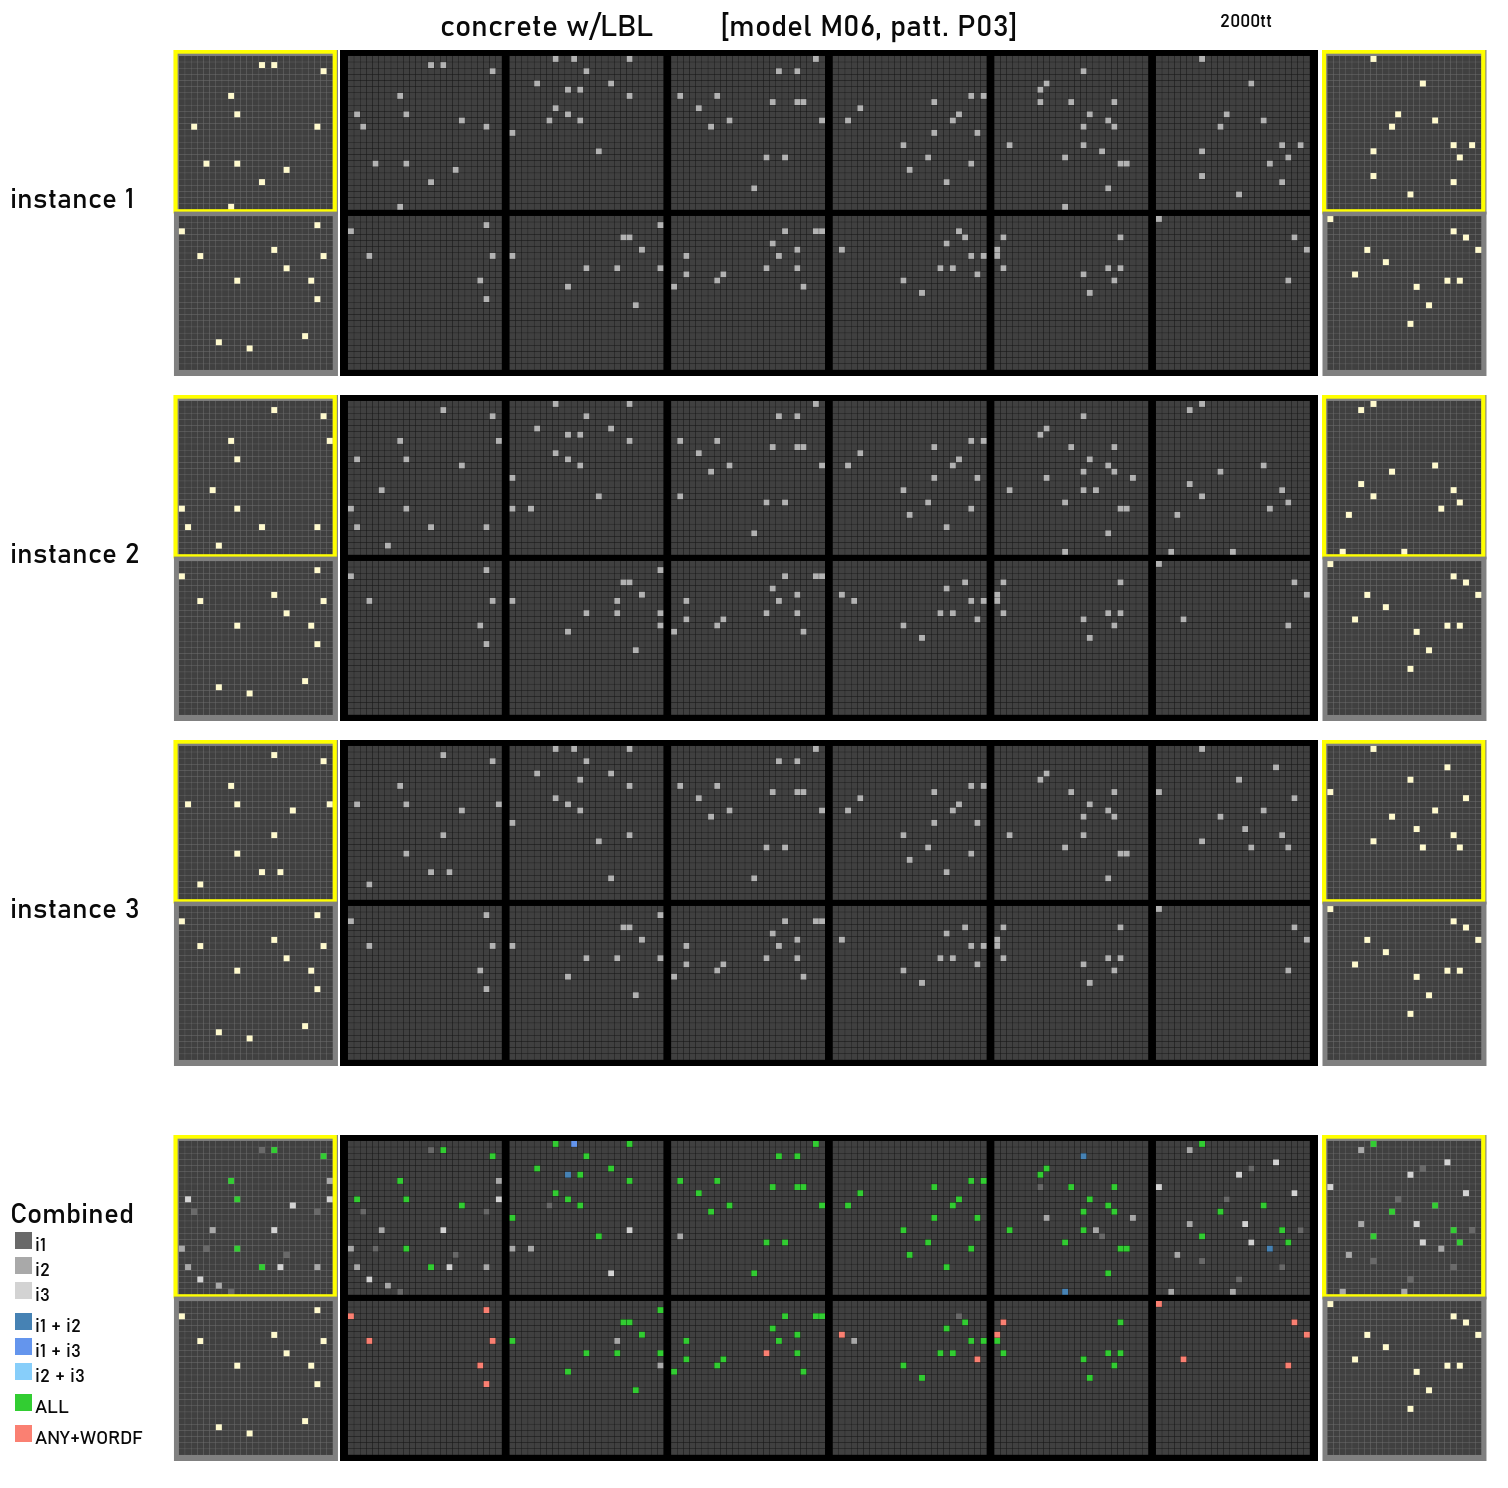 concrete w/LBL [model M06, patt. P03] 2000tt
instance 1
instance 2
instance 3
Combined
i1
i2
i3
i1 + i2
i1 + i3
i2 + i3
ALL
ANY+WORDF